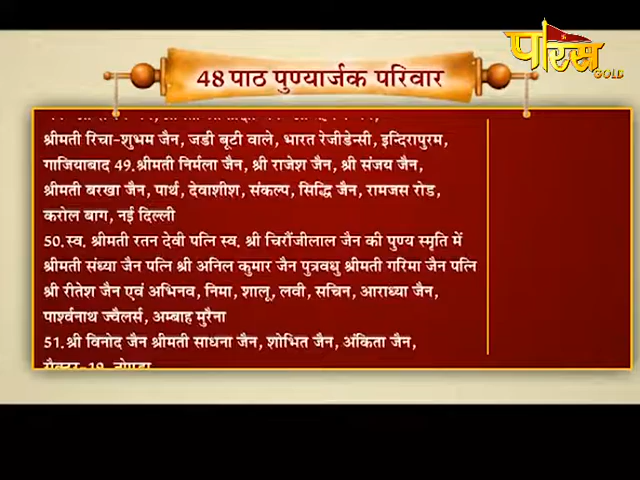 पारस
GOLD
48 पाठ पुण्यार्जक परिवार
श्रीमती रिचा-शुभम जैन, जडी बूटी वाले, भारत रेजीडेन्सी, इन्दिरापुरम,
गाजियाबाद 49.श्रीमती निर्मला जैन, श्री राजेश जैन, श्री संजय जैन,
श्रीमती बरखा जैन, पार्थ, देवाशीश, संकल्प, सिद्धि जैन, रामजस रोड,
करोल बाग, नई दिल्ली
50.स्व. श्रीमती रतन देवी पत्नि स्व. श्री चिरौंजीलाल जैन की पुण्य स्मृति में
श्रीमती संध्या जैन पत्नि श्री अनिल कुमार जैन पुत्रवधु श्रीमती गरिमा जैन पत्नि
श्री रीतेश जैन एवं अभिनव, निमा, शालू, लवी, सचिन, आराध्या जैन,
पार्श्वनाथ ज्वैलर्स, अम्बाह मुरैना
51.श्री विनोद जैन श्रीमती साधना जैन, शोभित जैन, अंकिता जैन,